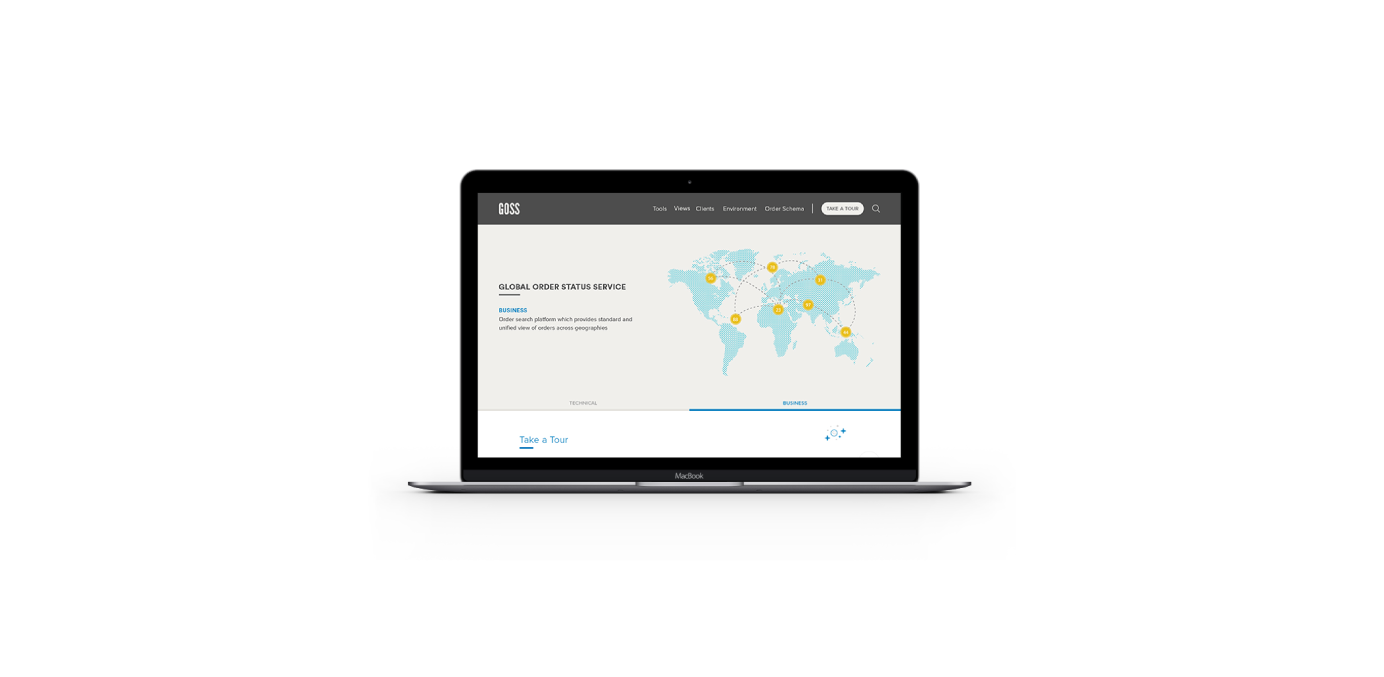 GOSS
Tools Views Clients Environment Order Schema TAKE A TOUR
GLOBAL ORDER STATUS SERVICE
BUSINESS
Order search platform which provides standard and
unified view of orders across geographies
TECHNICAL BUSINESS
Take a Tour
MacBook